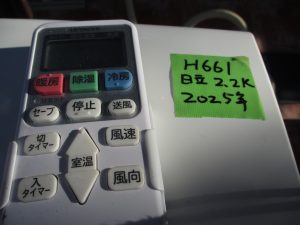 暖房 除湿 冷房
セーブ 停止 送風
切タイマー
風速
室温
入タイマー
風向
H661
日立 2.2K
2025年